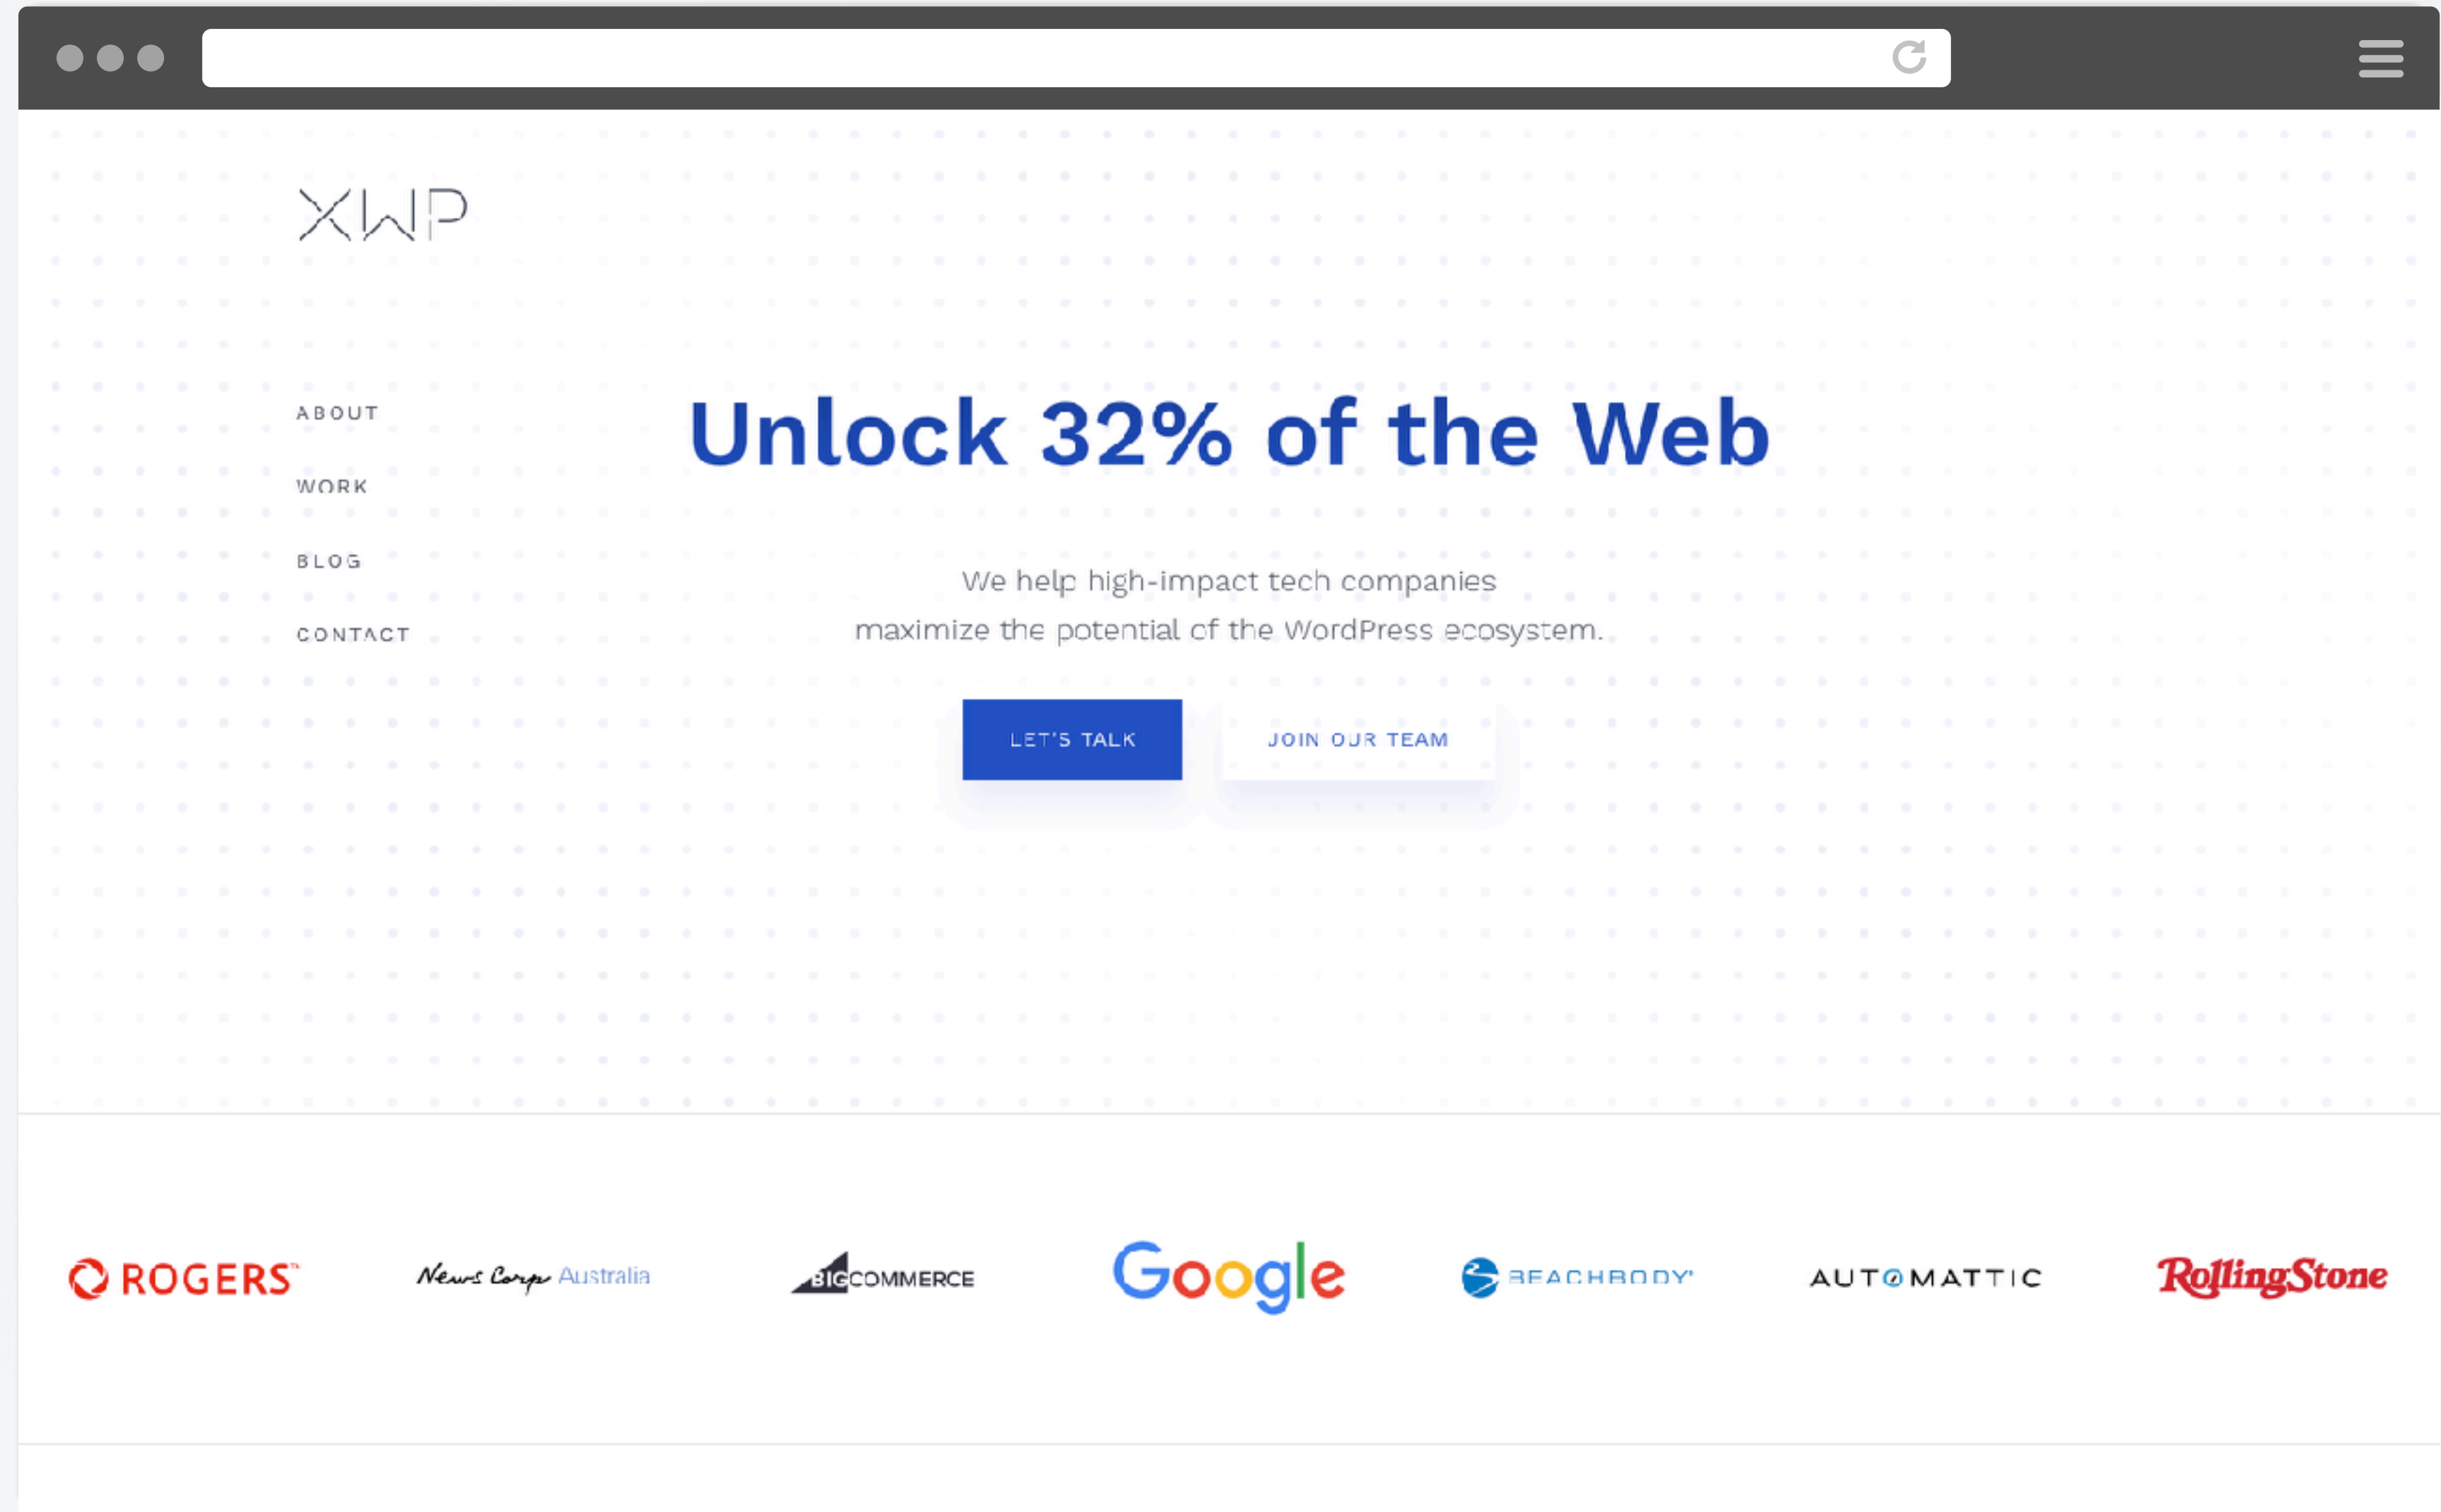 XWP
ABOUT
WORK
BLOG
CONTACT
Unlock 32% of the Web
We help high-impact tech companies
maximize the potential of the WordPress ecosystem.
LET'S TALK JOIN OUR TEAM
ROGERS™ News Corp Australia BIGCOMMERCE Google BEACHBODY® AUTOMATTIC RollingStone